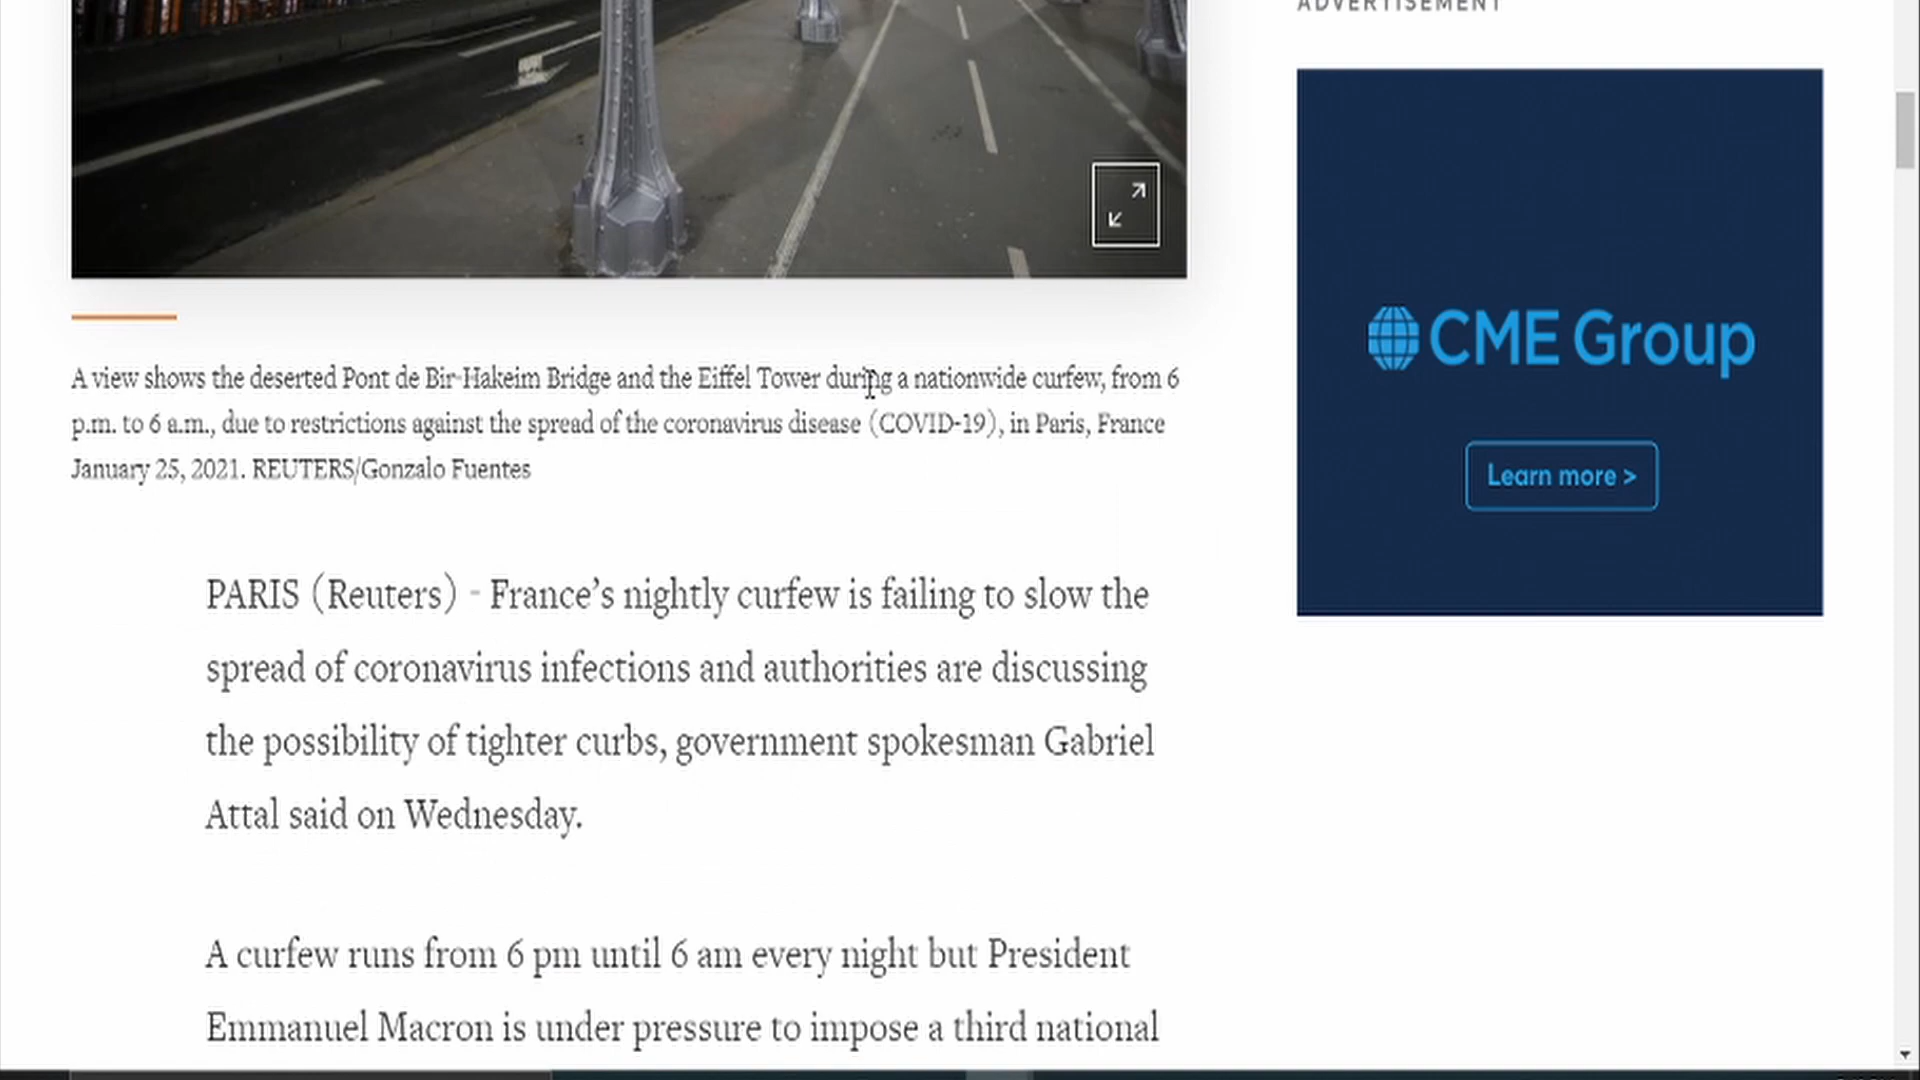 ADVERTISEMENT
CME Group
Learn more >
A view shows the deserted Pont de Bir-Hakeim Bridge and the Eiffel Tower during a nationwide curfew, from 6
p.m. to 6 a.m., due to restrictions against the spread of the coronavirus disease (COVID-19), in Paris, France
January 25, 2021. REUTERS/Gonzalo Fuentes
PARIS (Reuters) - France’s nightly curfew is failing to slow the
spread of coronavirus infections and authorities are discussing
the possibility of tighter curbs, government spokesman Gabriel
Attal said on Wednesday.
A curfew runs from 6 pm until 6 am every night but President
Emmanuel Macron is under pressure to impose a third national